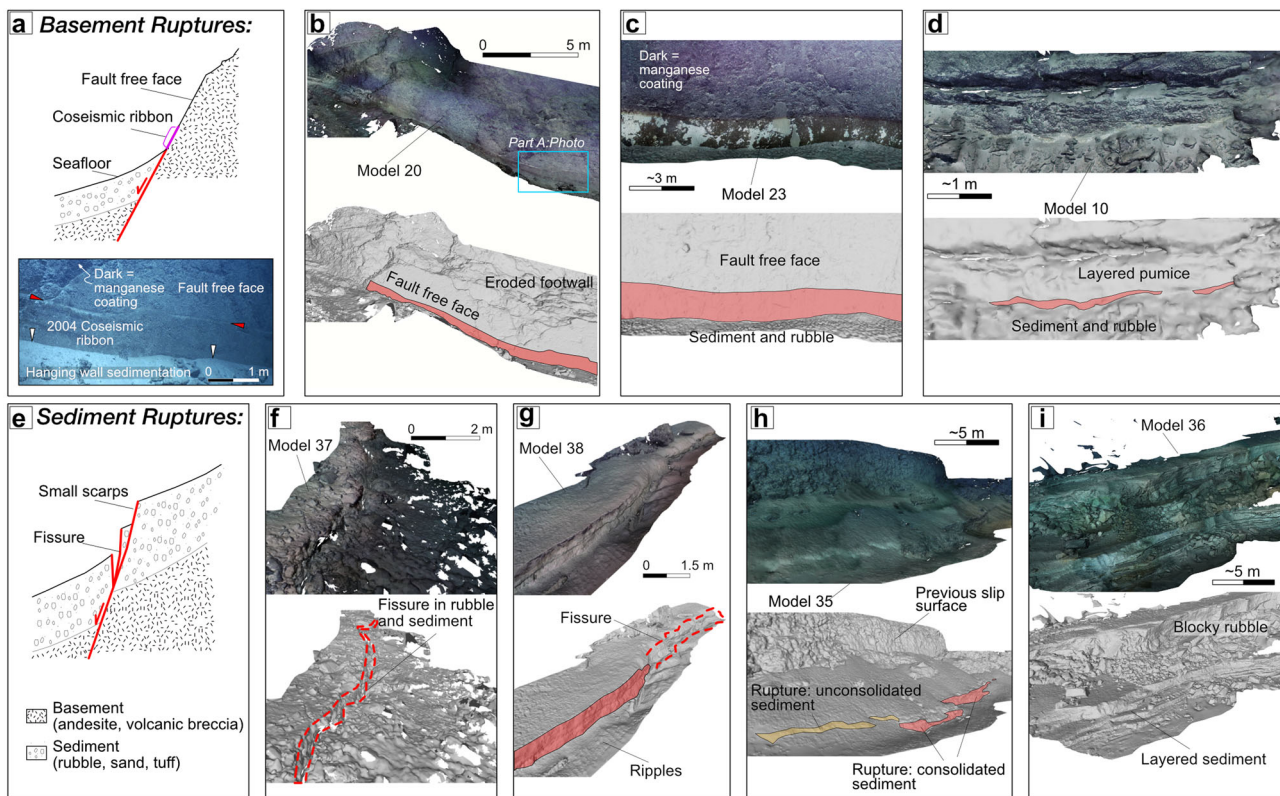 a Basement Ruptures:
Fault free face
Coseismic ribbon
Seafloor
Dark =
manganese
coating
Fault free face
2004 Coseismic
ribbon
Hanging wall sedimentation
0 1 m
b
0 5 m
Part A:Photo
Model 20
Eroded footwall
Fault free face
c
Dark =
manganese
coating
~3 m
Model 23
Fault free face
Sediment and rubble
d
~1 m
Model 10
Layered pumice
Sediment and rubble
e Sediment Ruptures:
Small scarps
Fissure
Basement
(andesite, volcanic breccia)
Sediment
(rubble, sand, tuff)
f
0 2 m
Model 37
Fissure in rubble
and sediment
g
Model 38
0 1.5 m
Fissure
Ripples
h
~5 m
Model 35
Previous slip
surface
Rupture: unconsolidated
sediment
Rupture: consolidated
sediment
i
Model 36
~5 m
Blocky rubble
Layered sediment